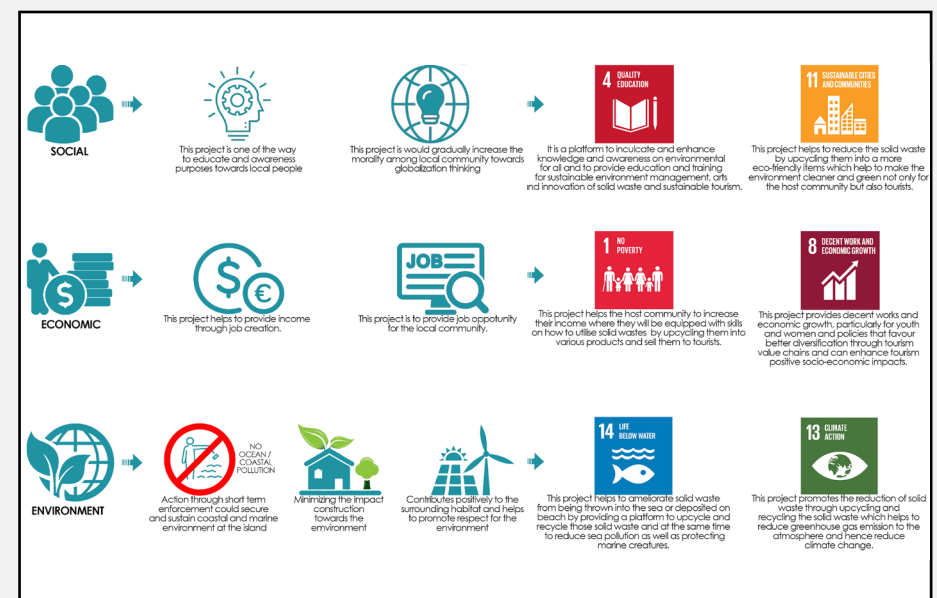 SOCIAL
This project is one of the way
to educate and awareness
purposes towards local people
This project is would gradually increase the
morality among local community towards
globalization thinking
4 QUALITY
EDUCATION
It is a platform to inculcate and enhance
knowledge and awareness on environmental
for all and to provide education and training
for sustainable environment management, arts
and innovation of solid waste and sustainable tourism.
11 SUSTAINABLE CITIES
AND COMMUNITIES
This project helps to reduce the solid waste
by upcycling them into a more
eco-friendly items which help to make the
environment cleaner and green not only for
the host community but also tourists.
ECONOMIC
$
$
€
This project helps to provide income
through job creation.
JOB
This project is to provide job oppotunity
for the local community.
1 NO
POVERTY
This project helps the host community to increase
their income where they will be equipped with skills
on how to utilise solid wastes by upcycling them into
various products and sell them to tourists.
8 DECENT WORK AND
ECONOMIC GROWTH
This project provides decent works and
economic growth, particularly for youth
and women and policies that favour
better diversification through tourism
value chains and can enhance tourism
positive socio-economic impacts.
ENVIRONMENT
NO
OCEAN /
COASTAL
POLLUTION
Action through short term
enforcement could secure
and sustain coastal and marine
environment at the island
Minimizing the impact
construction
towards the
emvironment
Contributes positively to the
surrounding habitat and helps
to promote respect for the
environment
14 LIFE
BELOW WATER
This project helps to ameliorate solid waste
from being thrown into the sea or deposited on
beach by providing a platform to upcycle and
recycle those solid waste and at the same time
to reduce sea pollution as well as protecting
marine creatures.
13 CLIMATE
ACTION
This project promotes the reduction of solid
waste through upcycling and
recycling the solid waste which helps to
reduce greenhouse gas emission to the
atmosphere and hence reduce
climate change.